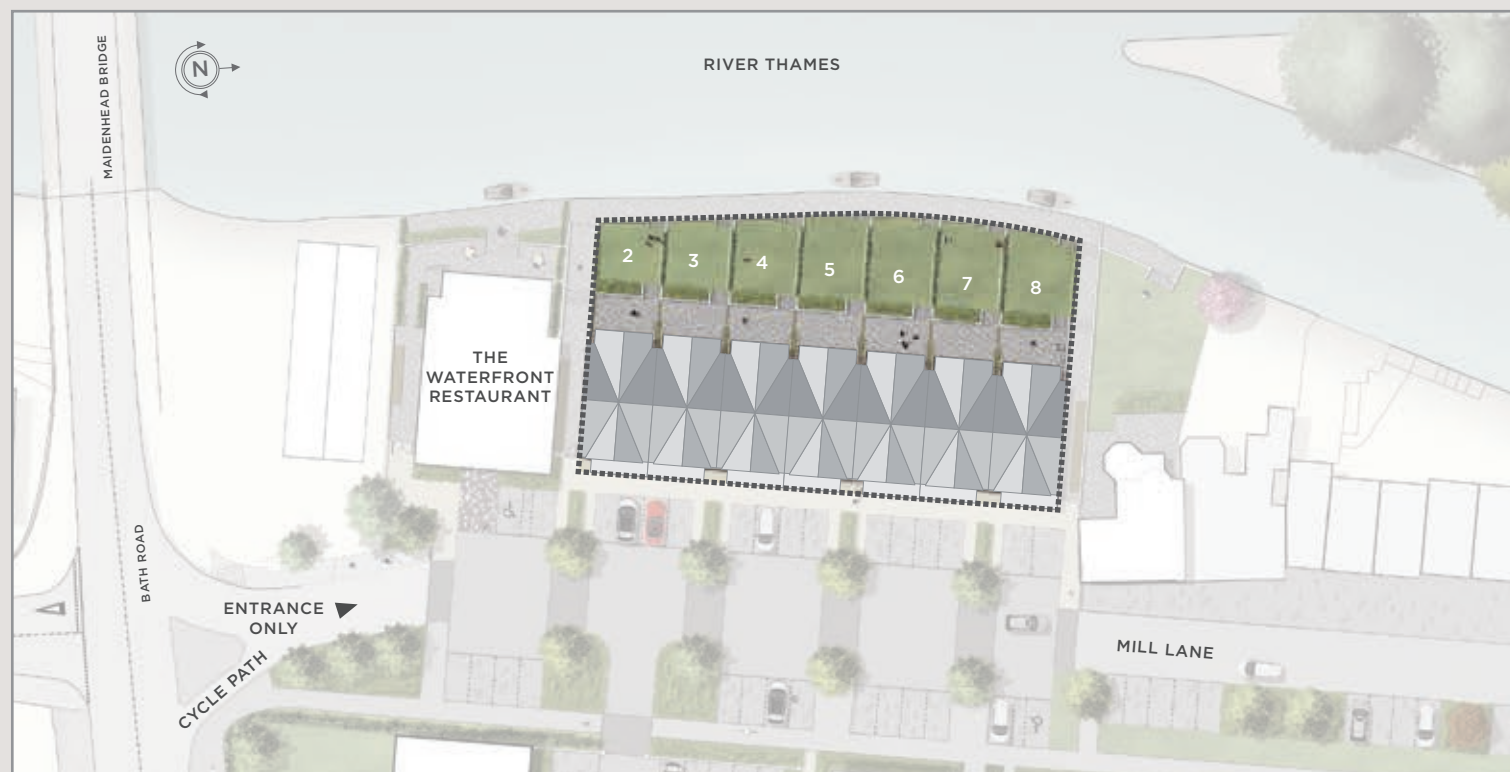 MAIDENHEAD BRIDGE
N
RIVER THAMES
2
3
4
5
6
7
8
THE
WATERFRONT
RESTAURANT
BATH ROAD
ENTRANCE
ONLY
CYCLE PATH
MILL LANE